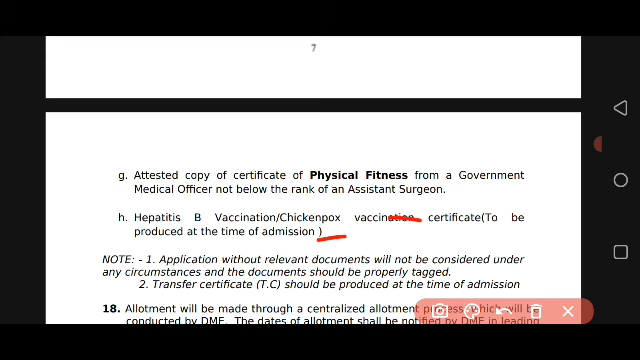 7
g. Attested copy of certificate of Physical Fitness from a Government
Medical Officer not below the rank of an Assistant Surgeon.
h. Hepatitis B Vaccination/Chickenpox vaccination certificate(To be
produced at the time of admission )
NOTE: - 1. Application without relevant documents will not be considered under
any circumstances and the documents should be properly tagged.
2. Transfer certificate (T.C) should be produced at the time of admission
18. Allotment will be made through a centralized allotment process, which will be
conducted by DME. The dates of allotment shall be notified by DME in leading